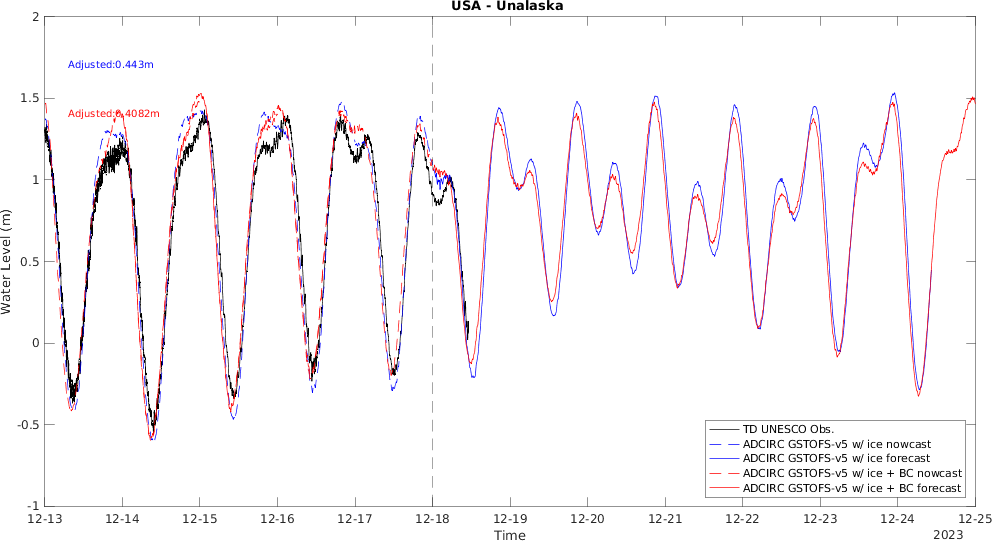 USA - Unalaska
2
1.5
1
0.5
0
-0.5
-1
Water Level (m)
Adjusted:0.443m
Adjusted:0.4082m
TD UNESCO Obs.
ADCIRC GSTOFS-v5 w/ ice nowcast
ADCIRC GSTOFS-v5 w/ ice forecast
ADCIRC GSTOFS-v5 w/ ice + BC nowcast
ADCIRC GSTOFS-v5 w/ ice + BC forecast
12-13 12-14 12-15 12-16 12-17 12-18 12-19 12-20 12-21 12-22 12-23 12-24 12-25
Time
2023